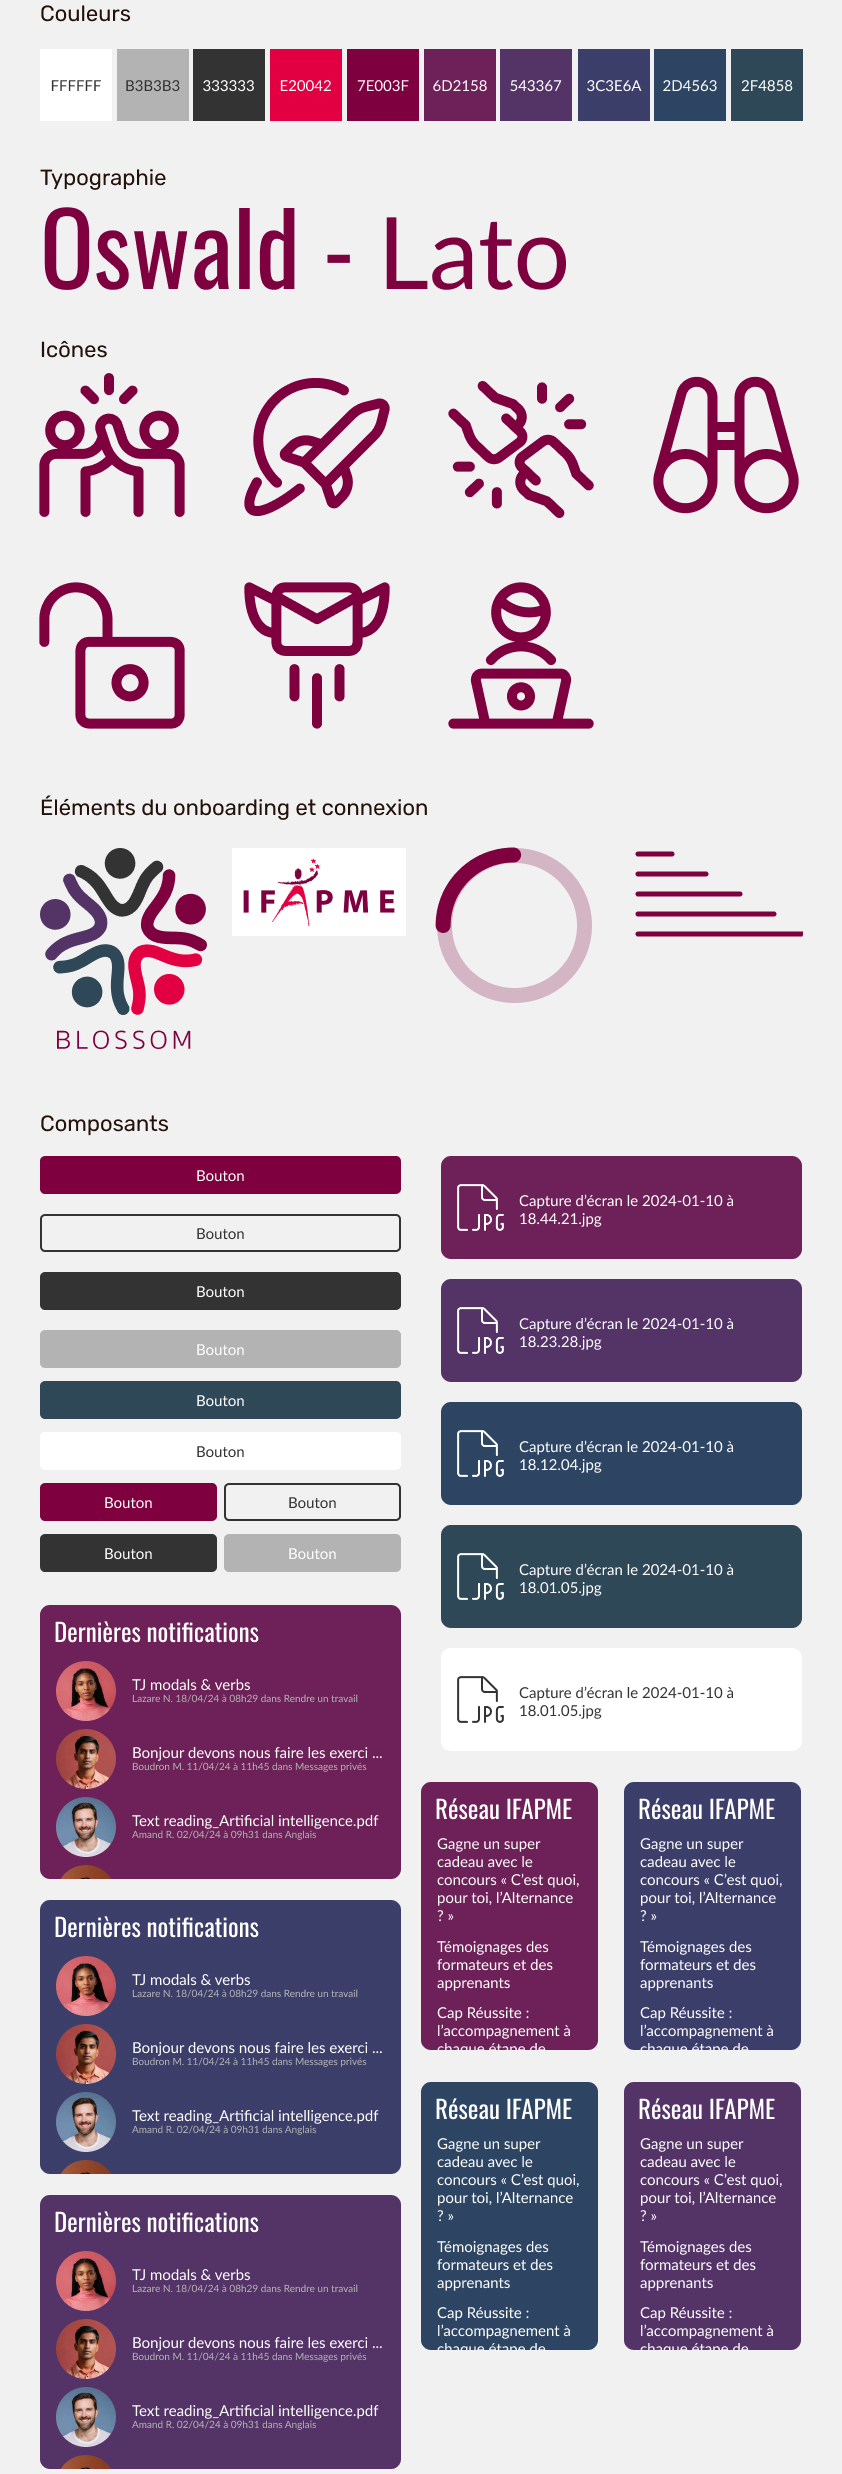 Couleurs
FFFFFF B3B3B3 333333 E20042 7E003F 6D2158 543367 3C3E6A 2D4563 2F4858
Typographie
Oswald - Lato
Icônes
Éléments du onboarding et connexion
BLOSSOM
IFAPME
Composants
Bouton
Bouton
Bouton
Bouton
Bouton
Bouton
Bouton Bouton
Bouton Bouton
JPG
Capture d'écran le 2024-01-10 à
18.44.21.jpg
JPG
Capture d'écran le 2024-01-10 à
18.23.28.jpg
JPG
Capture d'écran le 2024-01-10 à
18.12.04.jpg
JPG
Capture d'écran le 2024-01-10 à
18.01.05.jpg
JPG
Capture d'écran le 2024-01-10 à
18.01.05.jpg
Dernières notifications
TJ modals & verbs
Lazare N. 18/04/24 à 08h29 dans Rendre un travail
Bonjour devons nous faire les exerci ...
Boudron M. 11/04/24 à 11h45 dans Messages privés
Text reading_Artificial intelligence.pdf
Amand R. 02/04/24 à 09h31 dans Anglais
Dernières notifications
TJ modals & verbs
Lazare N. 18/04/24 à 08h29 dans Rendre un travail
Bonjour devons nous faire les exerci ...
Boudron M. 11/04/24 à 11h45 dans Messages privés
Text reading_Artificial intelligence.pdf
Amand R. 02/04/24 à 09h31 dans Anglais
Dernières notifications
TJ modals & verbs
Lazare N. 18/04/24 à 08h29 dans Rendre un travail
Bonjour devons nous faire les exerci ...
Boudron M. 11/04/24 à 11h45 dans Messages privés
Text reading_Artificial intelligence.pdf
Amand R. 02/04/24 à 09h31 dans Anglais
Réseau IFAPME
Gagne un super
cadeau avec le
concours « C'est quoi,
pour toi, l'Alternance
? »
Témoignages des
formateurs et des
apprenants
Cap Réussite :
l'accompagnement à
chaque étape de
Réseau IFAPME
Gagne un super
cadeau avec le
concours « C'est quoi,
pour toi, l'Alternance
? »
Témoignages des
formateurs et des
apprenants
Cap Réussite :
l'accompagnement à
chaque étape de
Réseau IFAPME
Gagne un super
cadeau avec le
concours « C'est quoi,
pour toi, l'Alternance
? »
Témoignages des
formateurs et des
apprenants
Cap Réussite :
l'accompagnement à
chaque étape de
Réseau IFAPME
Gagne un super
cadeau avec le
concours « C'est quoi,
pour toi, l'Alternance
? »
Témoignages des
formateurs et des
apprenants
Cap Réussite :
l'accompagnement à
chaque étape de